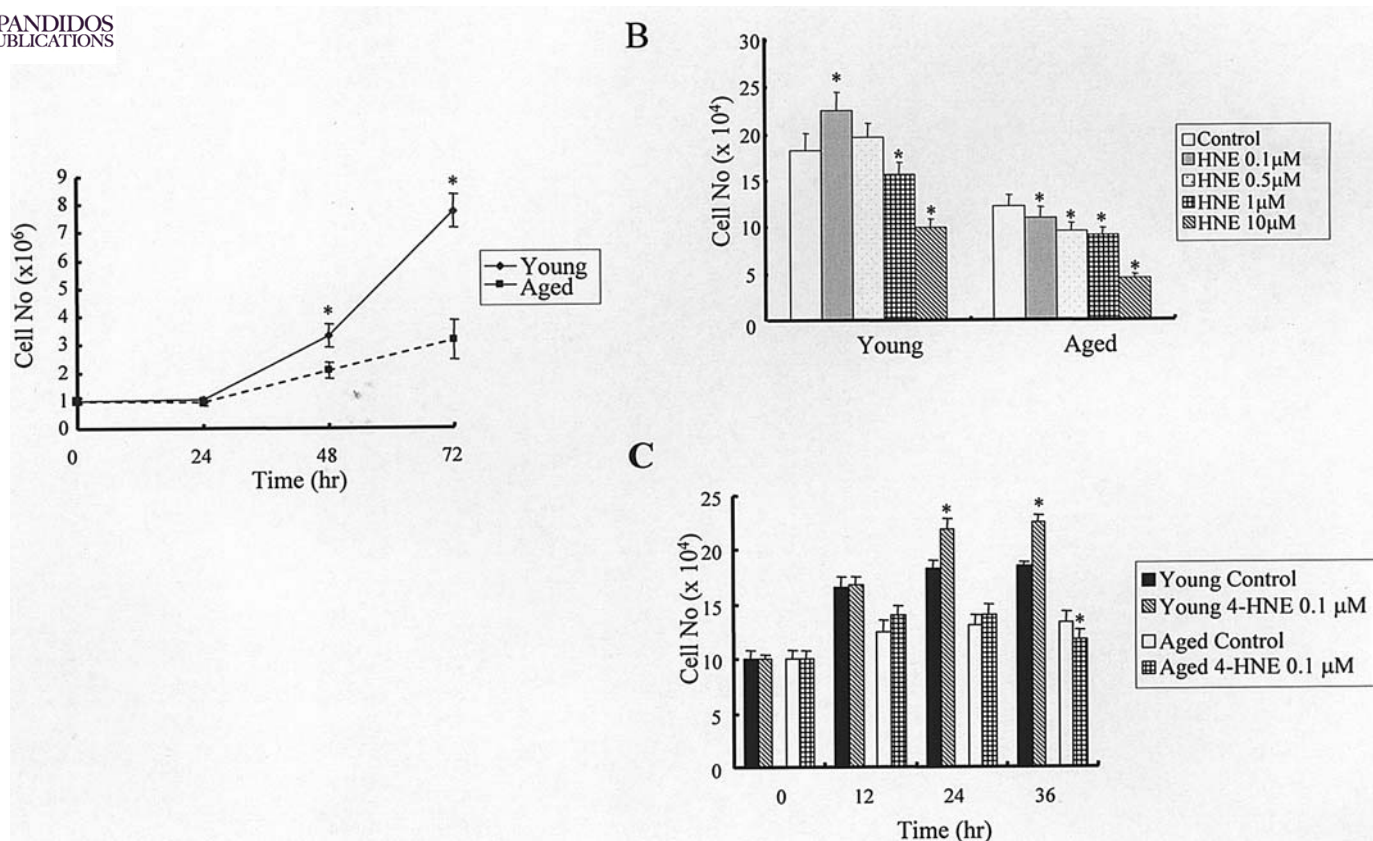 PANDIDOS
UBLICATIONS
9
8
7
6
5
4
3
2
1
0
Cell No (x10⁶)
*
*
0 24 48 72
Time (hr)
Young
Aged
B
30
25
20
15
10
5
0
Cell No (x 10⁴)
* * *
* * * *
Young Aged
Control
HNE 0.1μM
HNE 0.5μM
HNE 1μM
HNE 10μM
C
25
20
15
10
5
0
Cell No (x 10⁴)
* * *
0 12 24 36
Time (hr)
Young Control
Young 4-HNE 0.1 μM
Aged Control
Aged 4-HNE 0.1 μM